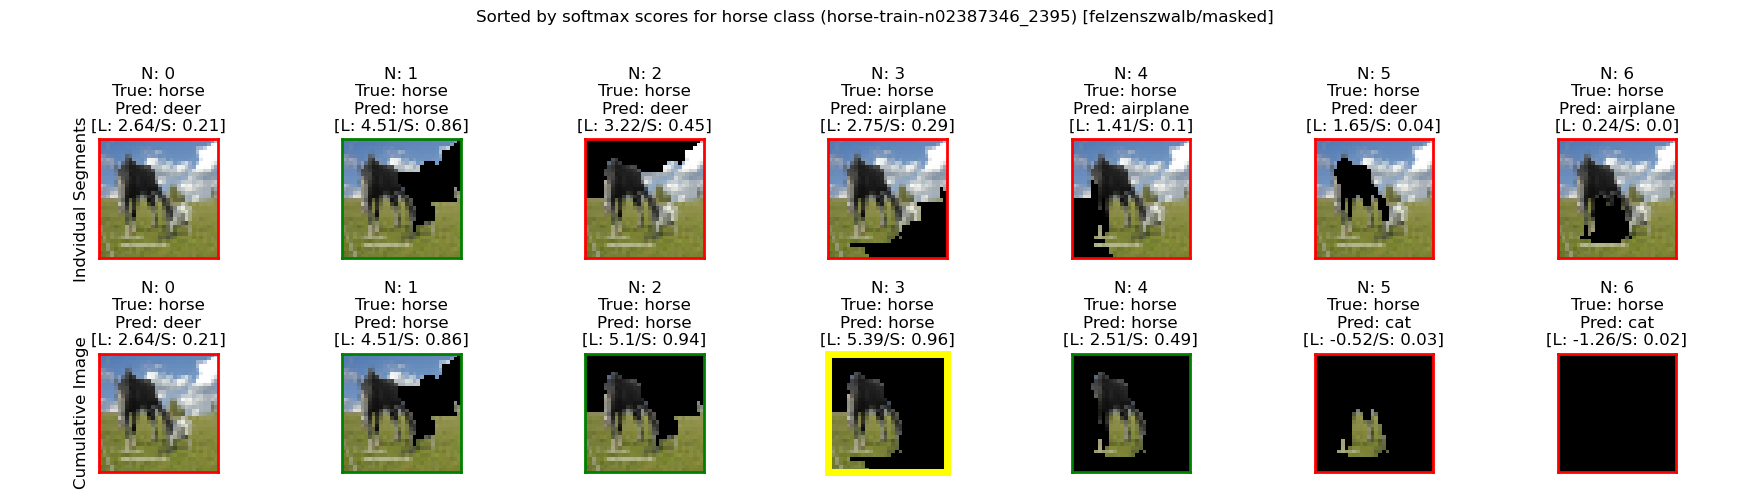 Sorted by softmax scores for horse class (horse-train-n02387346_2395) [felzenszwalb/masked]
Indvidual Segments
N: 0
True: horse
Pred: deer
[L: 2.64/S: 0.21]
N: 1
True: horse
Pred: horse
[L: 4.51/S: 0.86]
N: 2
True: horse
Pred: deer
[L: 3.22/S: 0.45]
N: 3
True: horse
Pred: airplane
[L: 2.75/S: 0.29]
N: 4
True: horse
Pred: airplane
[L: 1.41/S: 0.1]
N: 5
True: horse
Pred: deer
[L: 1.65/S: 0.04]
N: 6
True: horse
Pred: airplane
[L: 0.24/S: 0.0]
Cumulative Image
N: 0
True: horse
Pred: deer
[L: 2.64/S: 0.21]
N: 1
True: horse
Pred: horse
[L: 4.51/S: 0.86]
N: 2
True: horse
Pred: horse
[L: 5.1/S: 0.94]
N: 3
True: horse
Pred: horse
[L: 5.39/S: 0.96]
N: 4
True: horse
Pred: horse
[L: 2.51/S: 0.49]
N: 5
True: horse
Pred: cat
[L: -0.52/S: 0.03]
N: 6
True: horse
Pred: cat
[L: -1.26/S: 0.02]